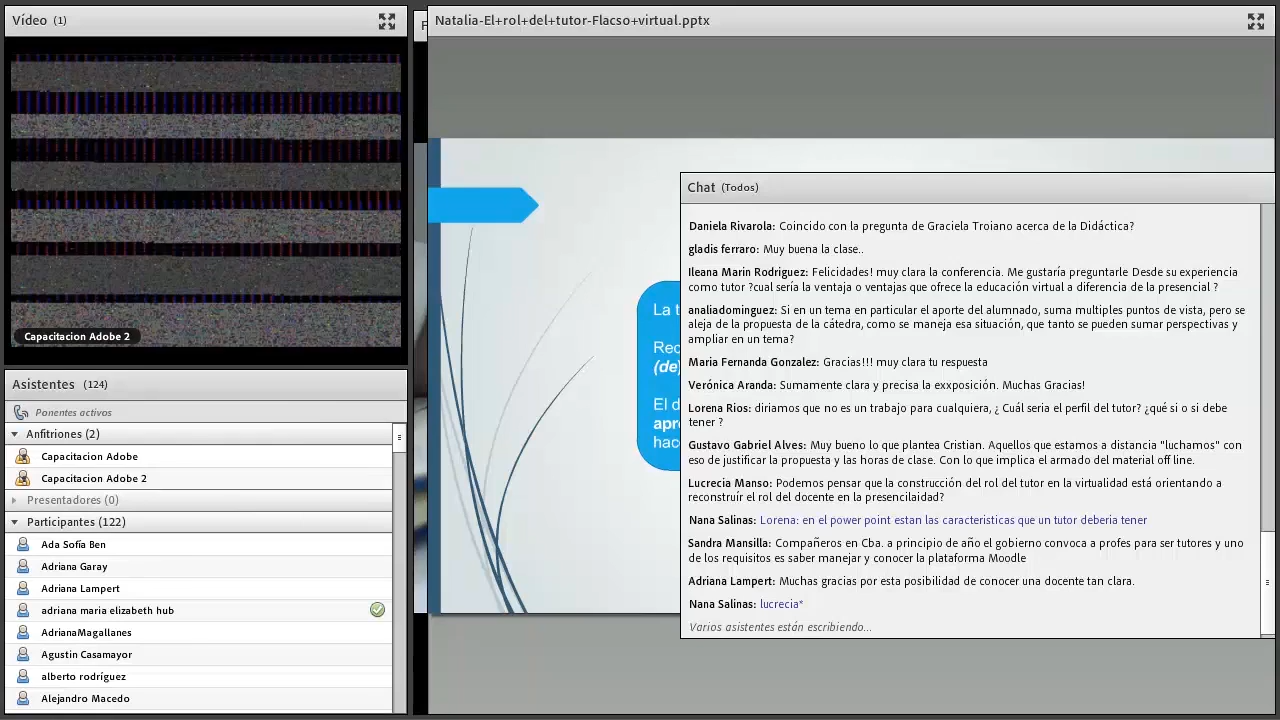 Vídeo (1)
Capacitacion Adobe 2
Asistentes (124)
Ponentes activos
Anfitriones (2)
Capacitacion Adobe
Capacitacion Adobe 2
Presentadores (0)
Participantes (122)
Ada Sofía Ben
Adriana Garay
Adriana Lampert
adriana maria elizabeth hub
AdrianaMagallanes
Agustin Casamayor
alberto rodríguez
Alejandro Macedo
F
Natalia-El+rol+del+tutor-Flacso+virtual.pptx
La t
Rec
(de)
El d
apre
hac
Chat (Todos)
Daniela Rivarola: Coincido con la pregunta de Graciela Troiano acerca de la Didáctica?
gladis ferraro: Muy buena la clase..
Ileana Marin Rodriguez: Felicidades! muy clara la conferencia. Me gustaría preguntarle Desde su experiencia
como tutor ?cual sería la ventaja o ventajas que ofrece la educación virtual a diferencia de la presencial ?
analiadominguez: Si en un tema en particular el aporte del alumnado, suma multiples puntos de vista, pero se
aleja de la propuesta de la cátedra, como se maneja esa situación, que tanto se pueden sumar perspectivas y
ampliar en un tema?
Maria Fernanda Gonzalez: Gracias!!! muy clara tu respuesta
Verónica Aranda: Sumamente clara y precisa la exxposición. Muchas Gracias!
Lorena Rios: diriamos que no es un trabajo para cualquiera, ¿ Cuál seria el perfil del tutor? ¿qué si o si debe
tener ?
Gustavo Gabriel Alves: Muy bueno lo que plantea Cristian. Aquellos que estamos a distancia "luchamos" con
eso de justificar la propuesta y las horas de clase. Con lo que implica el armado del material off line.
Lucrecia Manso: Podemos pensar que la construcción del rol del tutor en la virtualidad está orientando a
reconstruír el rol del docente en la presencilaidad?
Nana Salinas: Lorena: en el power point estan las caracteristicas que un tutor deberia tener
Sandra Mansilla: Compañeros en Cba. a principio de año el gobierno convoca a profes para ser tutores y uno
de los requisitos es saber manejar y conocer la plataforma Moodle
Adriana Lampert: Muchas gracias por esta posibilidad de conocer una docente tan clara.
Nana Salinas: lucrecia*
Varios asistentes están escribiendo...